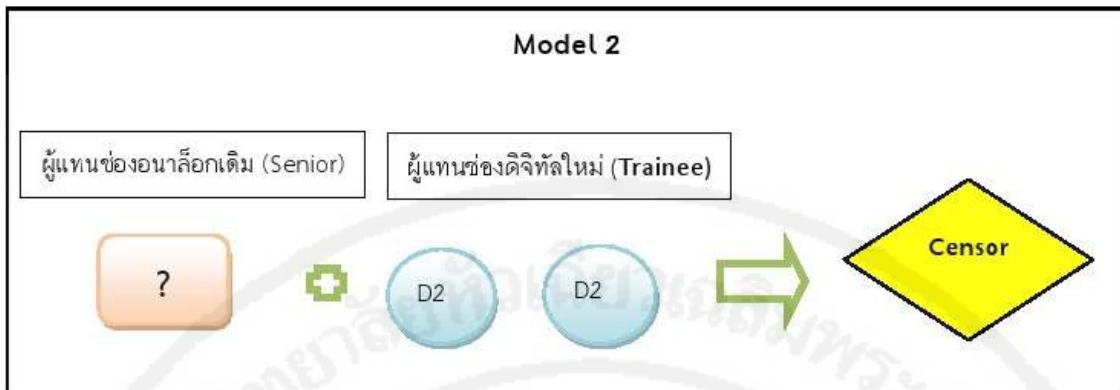 Model 2
ผู้แทนช่องอนาล็อกเดิม (Senior)
ผู้แทนช่องดิจิทัลใหม่ (Trainee)
?
D2
D2
Censor